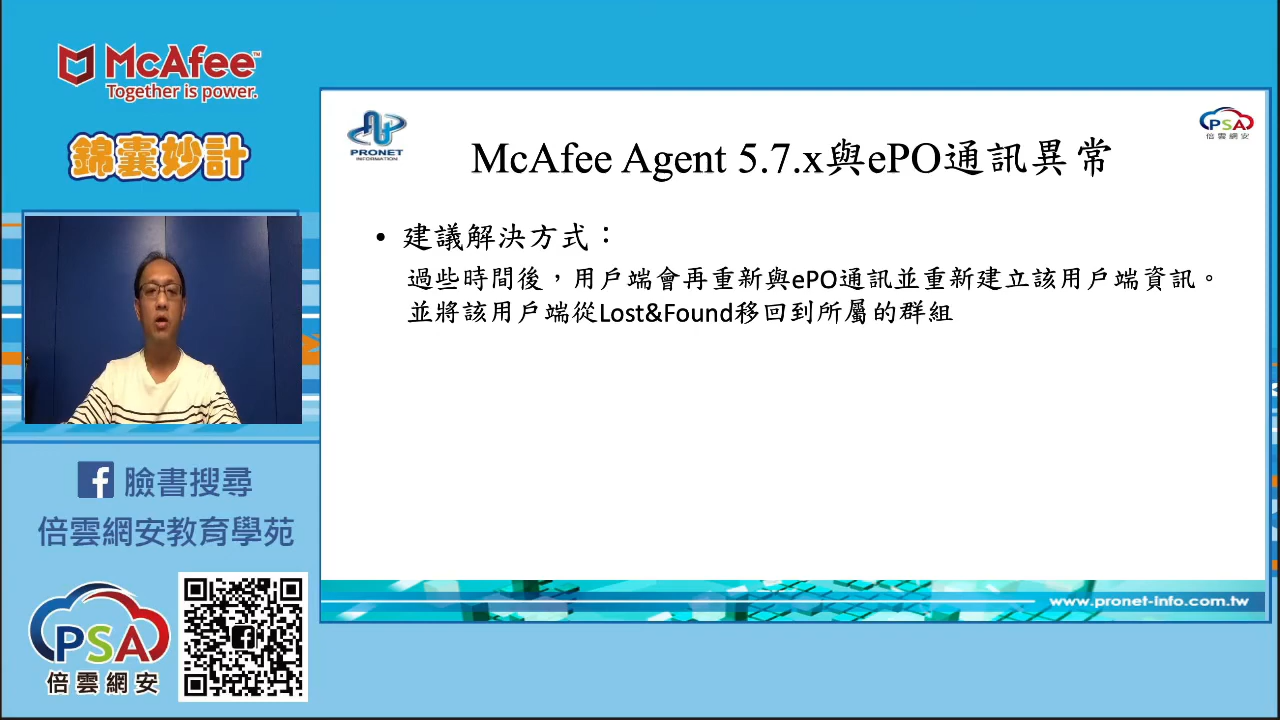 McAfee™
Together is power.
錦囊妙計
臉書搜尋
倍雲網安教育學苑
PSA
倍雲網安
PRONET
INFORMATION
PSA
倍雲網安
McAfee Agent 5.7.x與ePO通訊異常
• 建議解決方式：
過些時間後，用戶端會再重新與ePO通訊並重新建立該用戶端資訊。
並將該用戶端從Lost&Found移回到所屬的群組
www.pronet-info.com.tw